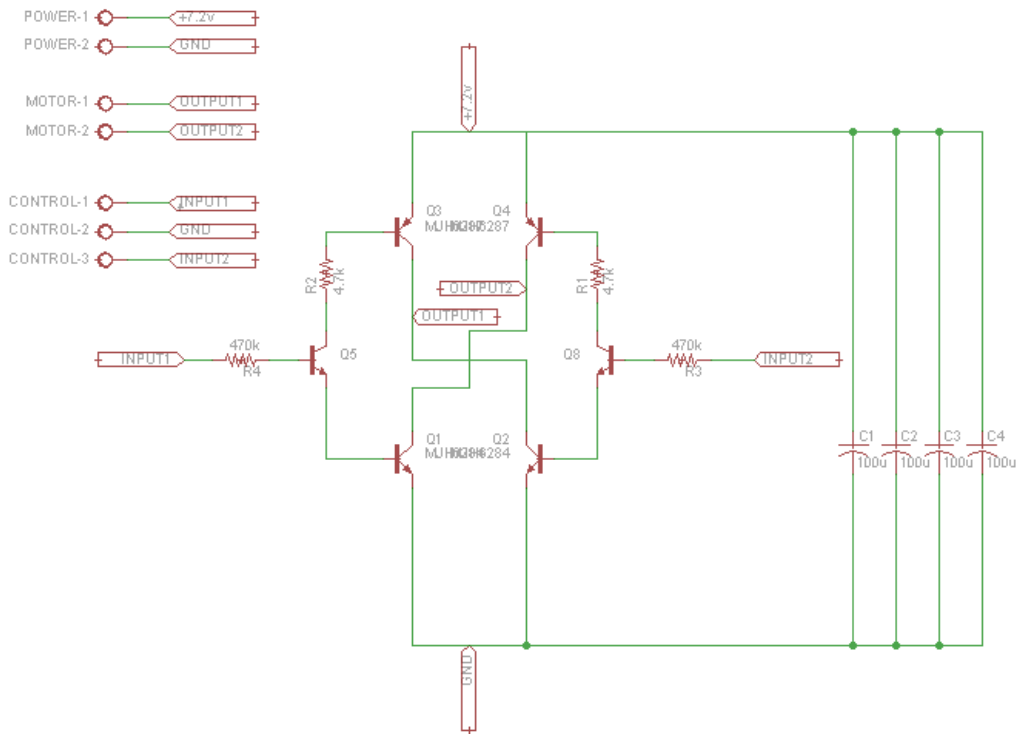 POWER-1 +7.2v
POWER-2 GND
MOTOR-1 OUTPUT1
MOTOR-2 OUTPUT2
CONTROL-1 INPUT1
CONTROL-2 GND
CONTROL-3 INPUT2
+7.2v
Q3 Q4
R2 4.7k
R1 4.7k
OUTPUT2
OUTPUT1
INPUT1
470k
R4
Q5
Q8
470k
R3
INPUT2
Q1 Q2
C1 C2 C3 C4
100u 100u 100u 100u
GND